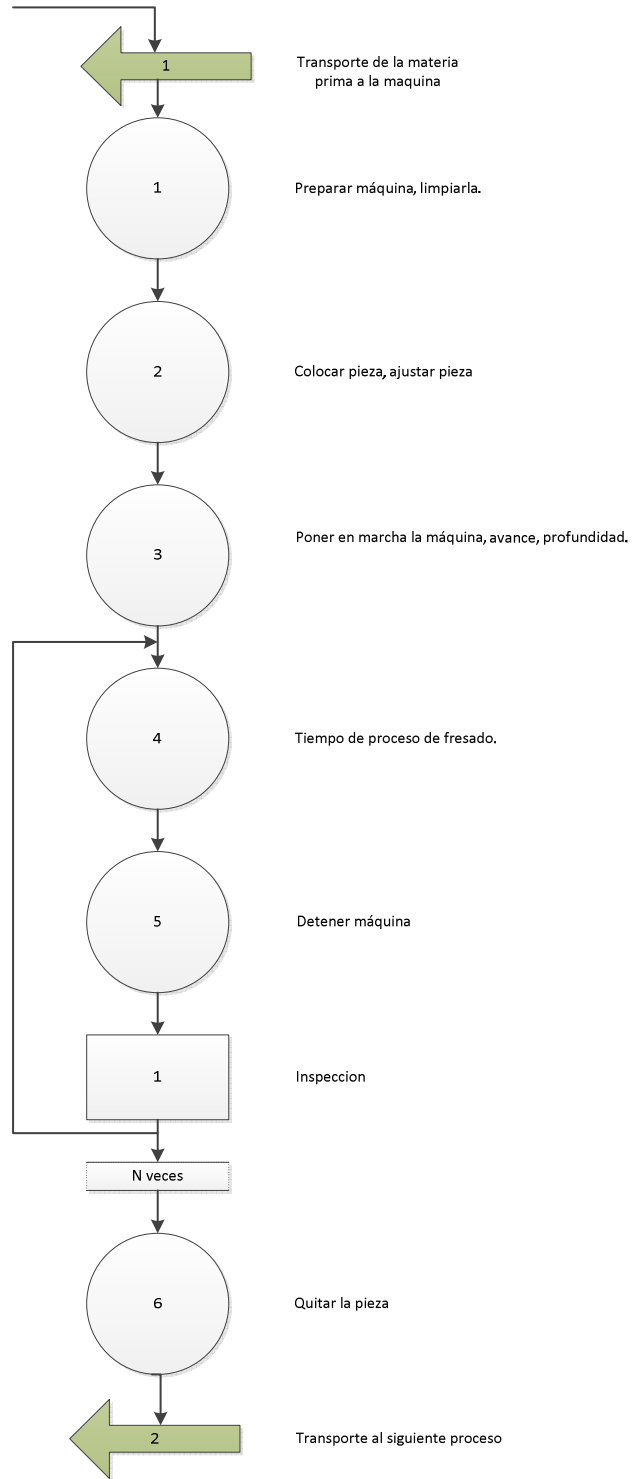 1
Transporte de la materia
prima a la maquina
1
Preparar máquina, limpiarla.
2
Colocar pieza, ajustar pieza
3
Poner en marcha la máquina, avance, profundidad.
4
Tiempo de proceso de fresado.
5
Detener máquina
1
Inspeccion
N veces
6
Quitar la pieza
2
Transporte al siguiente proceso